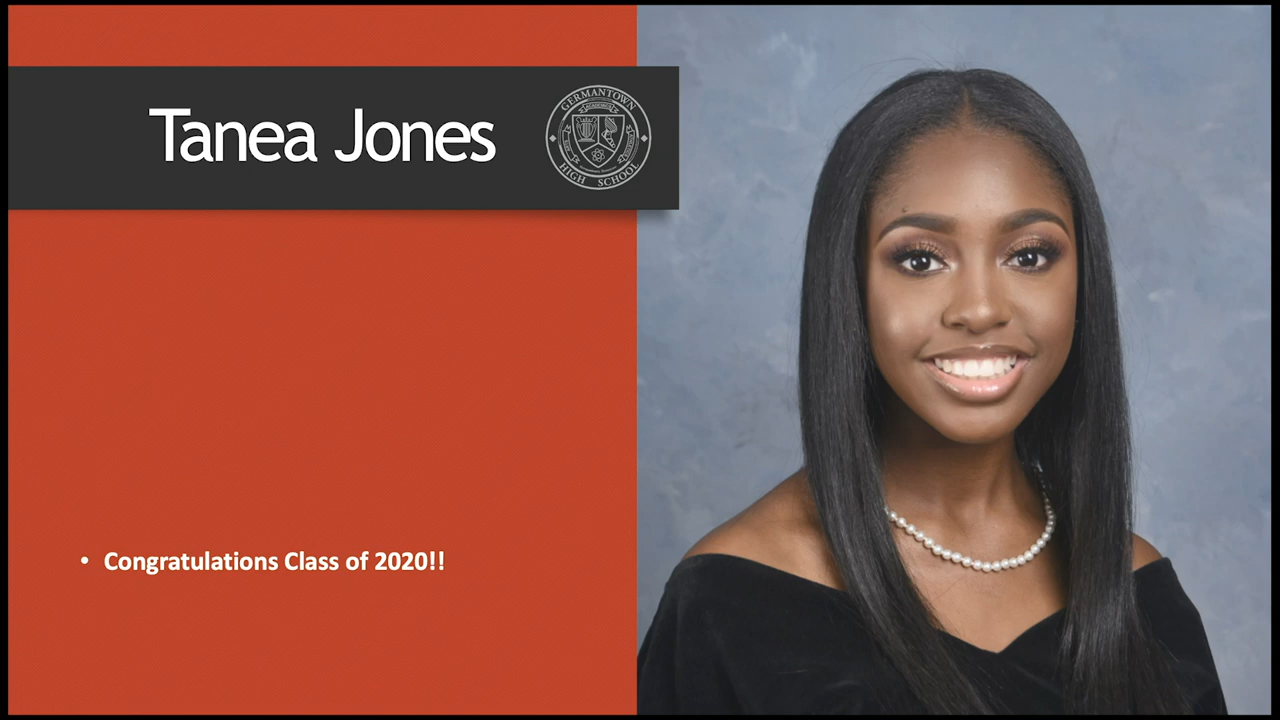 Tanea Jones
GERMANTOWN
HIGH SCHOOL
• Congratulations Class of 2020!!